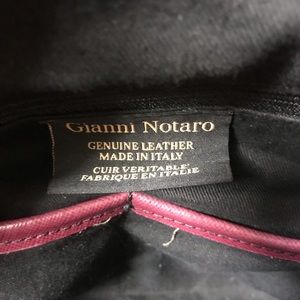 Gianni Notaro
GENUINE LEATHER
MADE IN ITALY
CUIR VERITABLE
FABRIQUE EN ITALIE